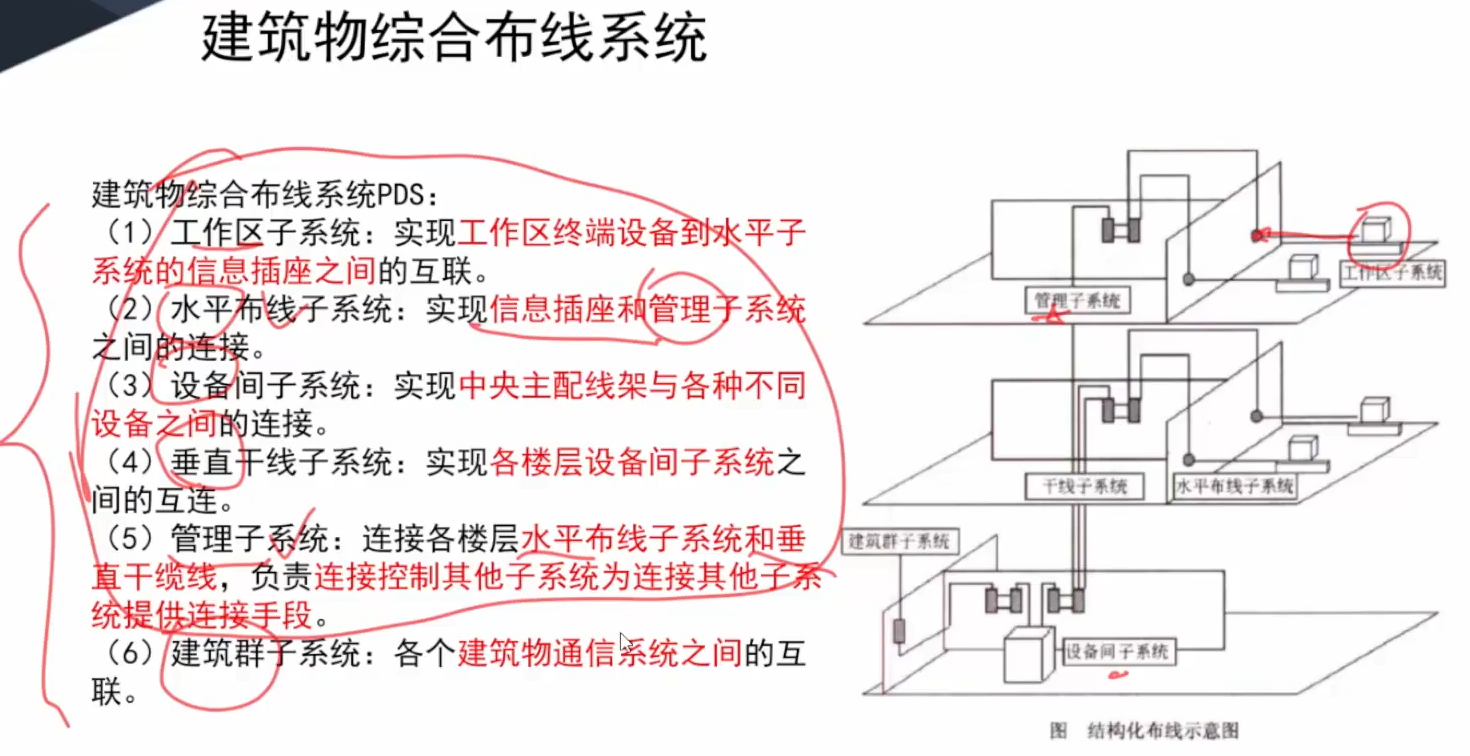 建筑物综合布线系统
建筑物综合布线系统PDS:
（1）工作区子系统：实现工作区终端设备到水平子
系统的信息插座之间的互联。
（2）水平布线子系统：实现信息插座和管理子系统
之间的连接。
（3）设备间子系统：实现中央主配线架与各种不同
设备之间的连接。
（4）垂直干线子系统：实现各楼层设备间子系统之
间的互连。
（5）管理子系统：连接各楼层水平布线子系统和垂
直干缆线，负责连接控制其他子系统为连接其他子系
统提供连接手段。
（6）建筑群子系统：各个建筑物通信系统之间的互
联。
工作区子系统
管理子系统
干线子系统
水平布线子系统
建筑群子系统
设备间子系统
图 结构化布线示意图